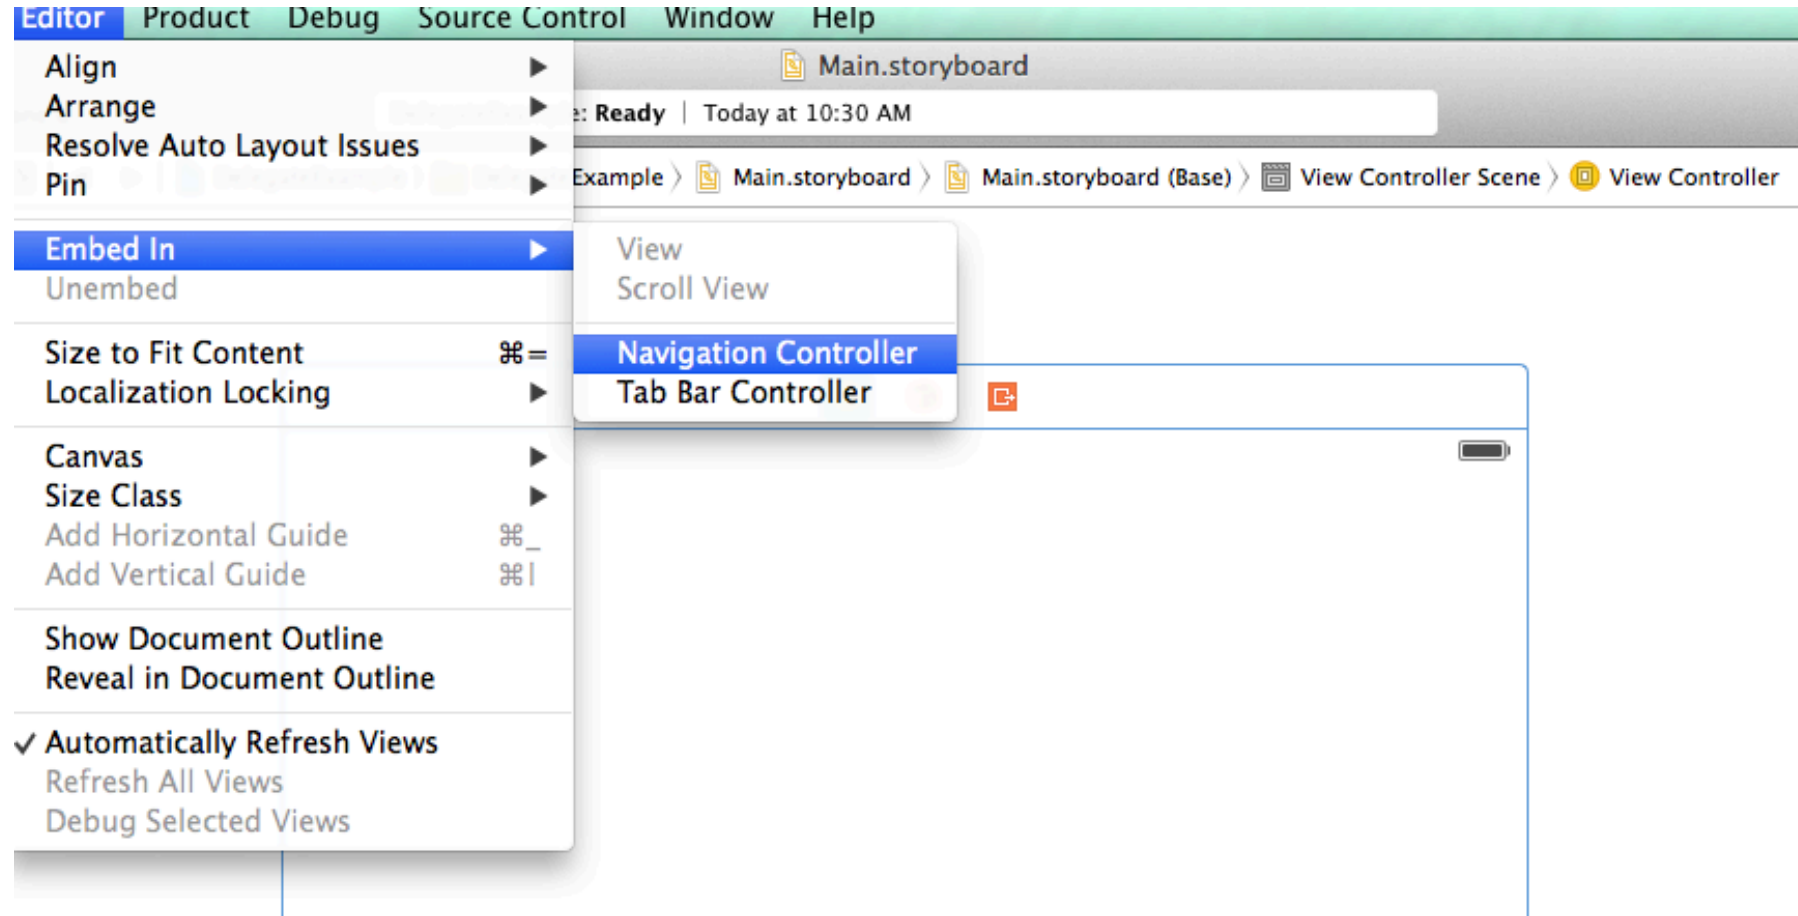 Editor Product Debug Source Control Window Help
Main.storyboard
e: Ready | Today at 10:30 AM
Example 〉 Main.storyboard 〉 Main.storyboard (Base) 〉 View Controller Scene 〉 View Controller
Align ▶
Arrange ▶
Resolve Auto Layout Issues ▶
Pin ▶
Embed In ▶
Unembed
Size to Fit Content ⌘=
Localization Locking ▶
Canvas ▶
Size Class ▶
Add Horizontal Guide ⌘_
Add Vertical Guide ⌘|
Show Document Outline
Reveal in Document Outline
✓ Automatically Refresh Views
Refresh All Views
Debug Selected Views
View
Scroll View
Navigation Controller
Tab Bar Controller